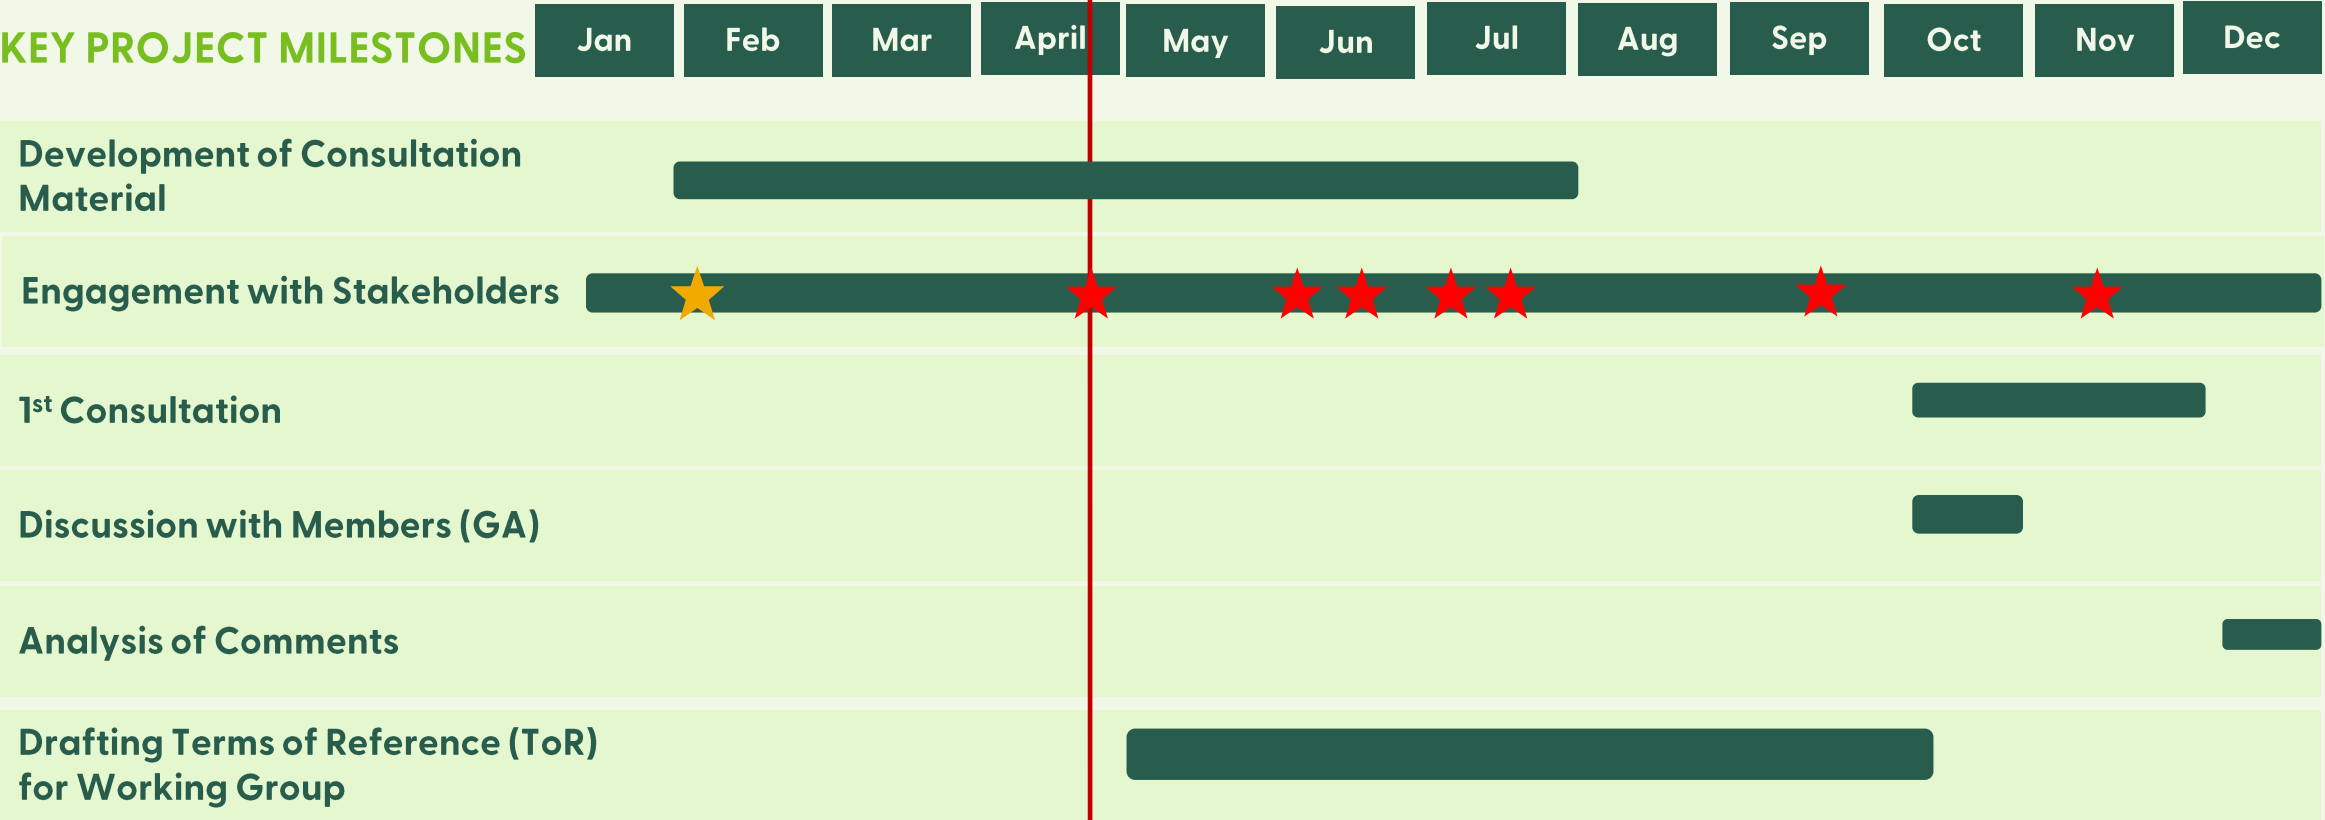 KEY PROJECT MILESTONES Jan Feb Mar April May Jun Jul Aug Sep Oct Nov Dec
Development of Consultation
Material
Engagement with Stakeholders
1st Consultation
Discussion with Members (GA)
Analysis of Comments
Drafting Terms of Reference (ToR)
for Working Group